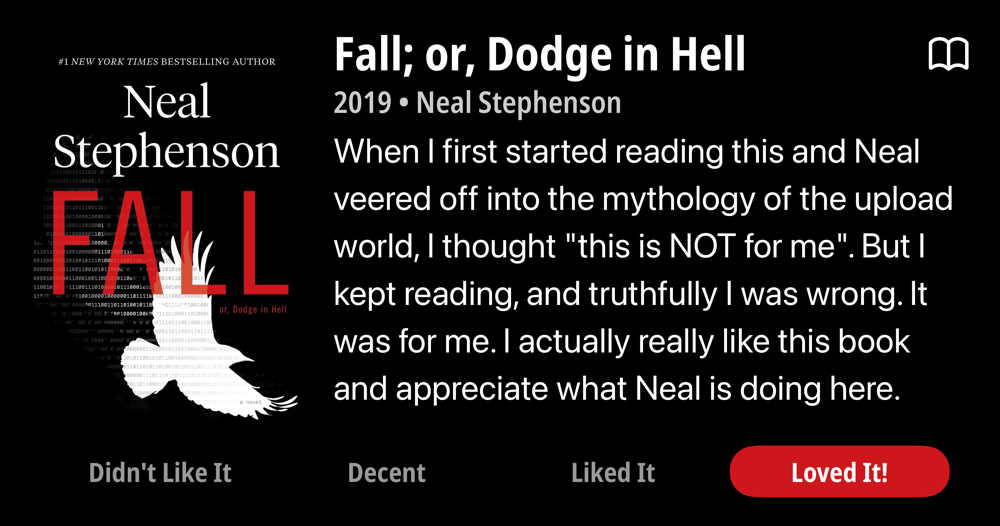 #1 NEW YORK TIMES BESTSELLING AUTHOR
Neal
Stephenson
FALL
or, Dodge in Hell
a novel
Fall; or, Dodge in Hell
2019 • Neal Stephenson
When I first started reading this and Neal
veered off into the mythology of the upload
world, I thought "this is NOT for me". But I
kept reading, and truthfully I was wrong. It
was for me. I actually really like this book
and appreciate what Neal is doing here.
Didn't Like It
Decent
Liked It
Loved It!